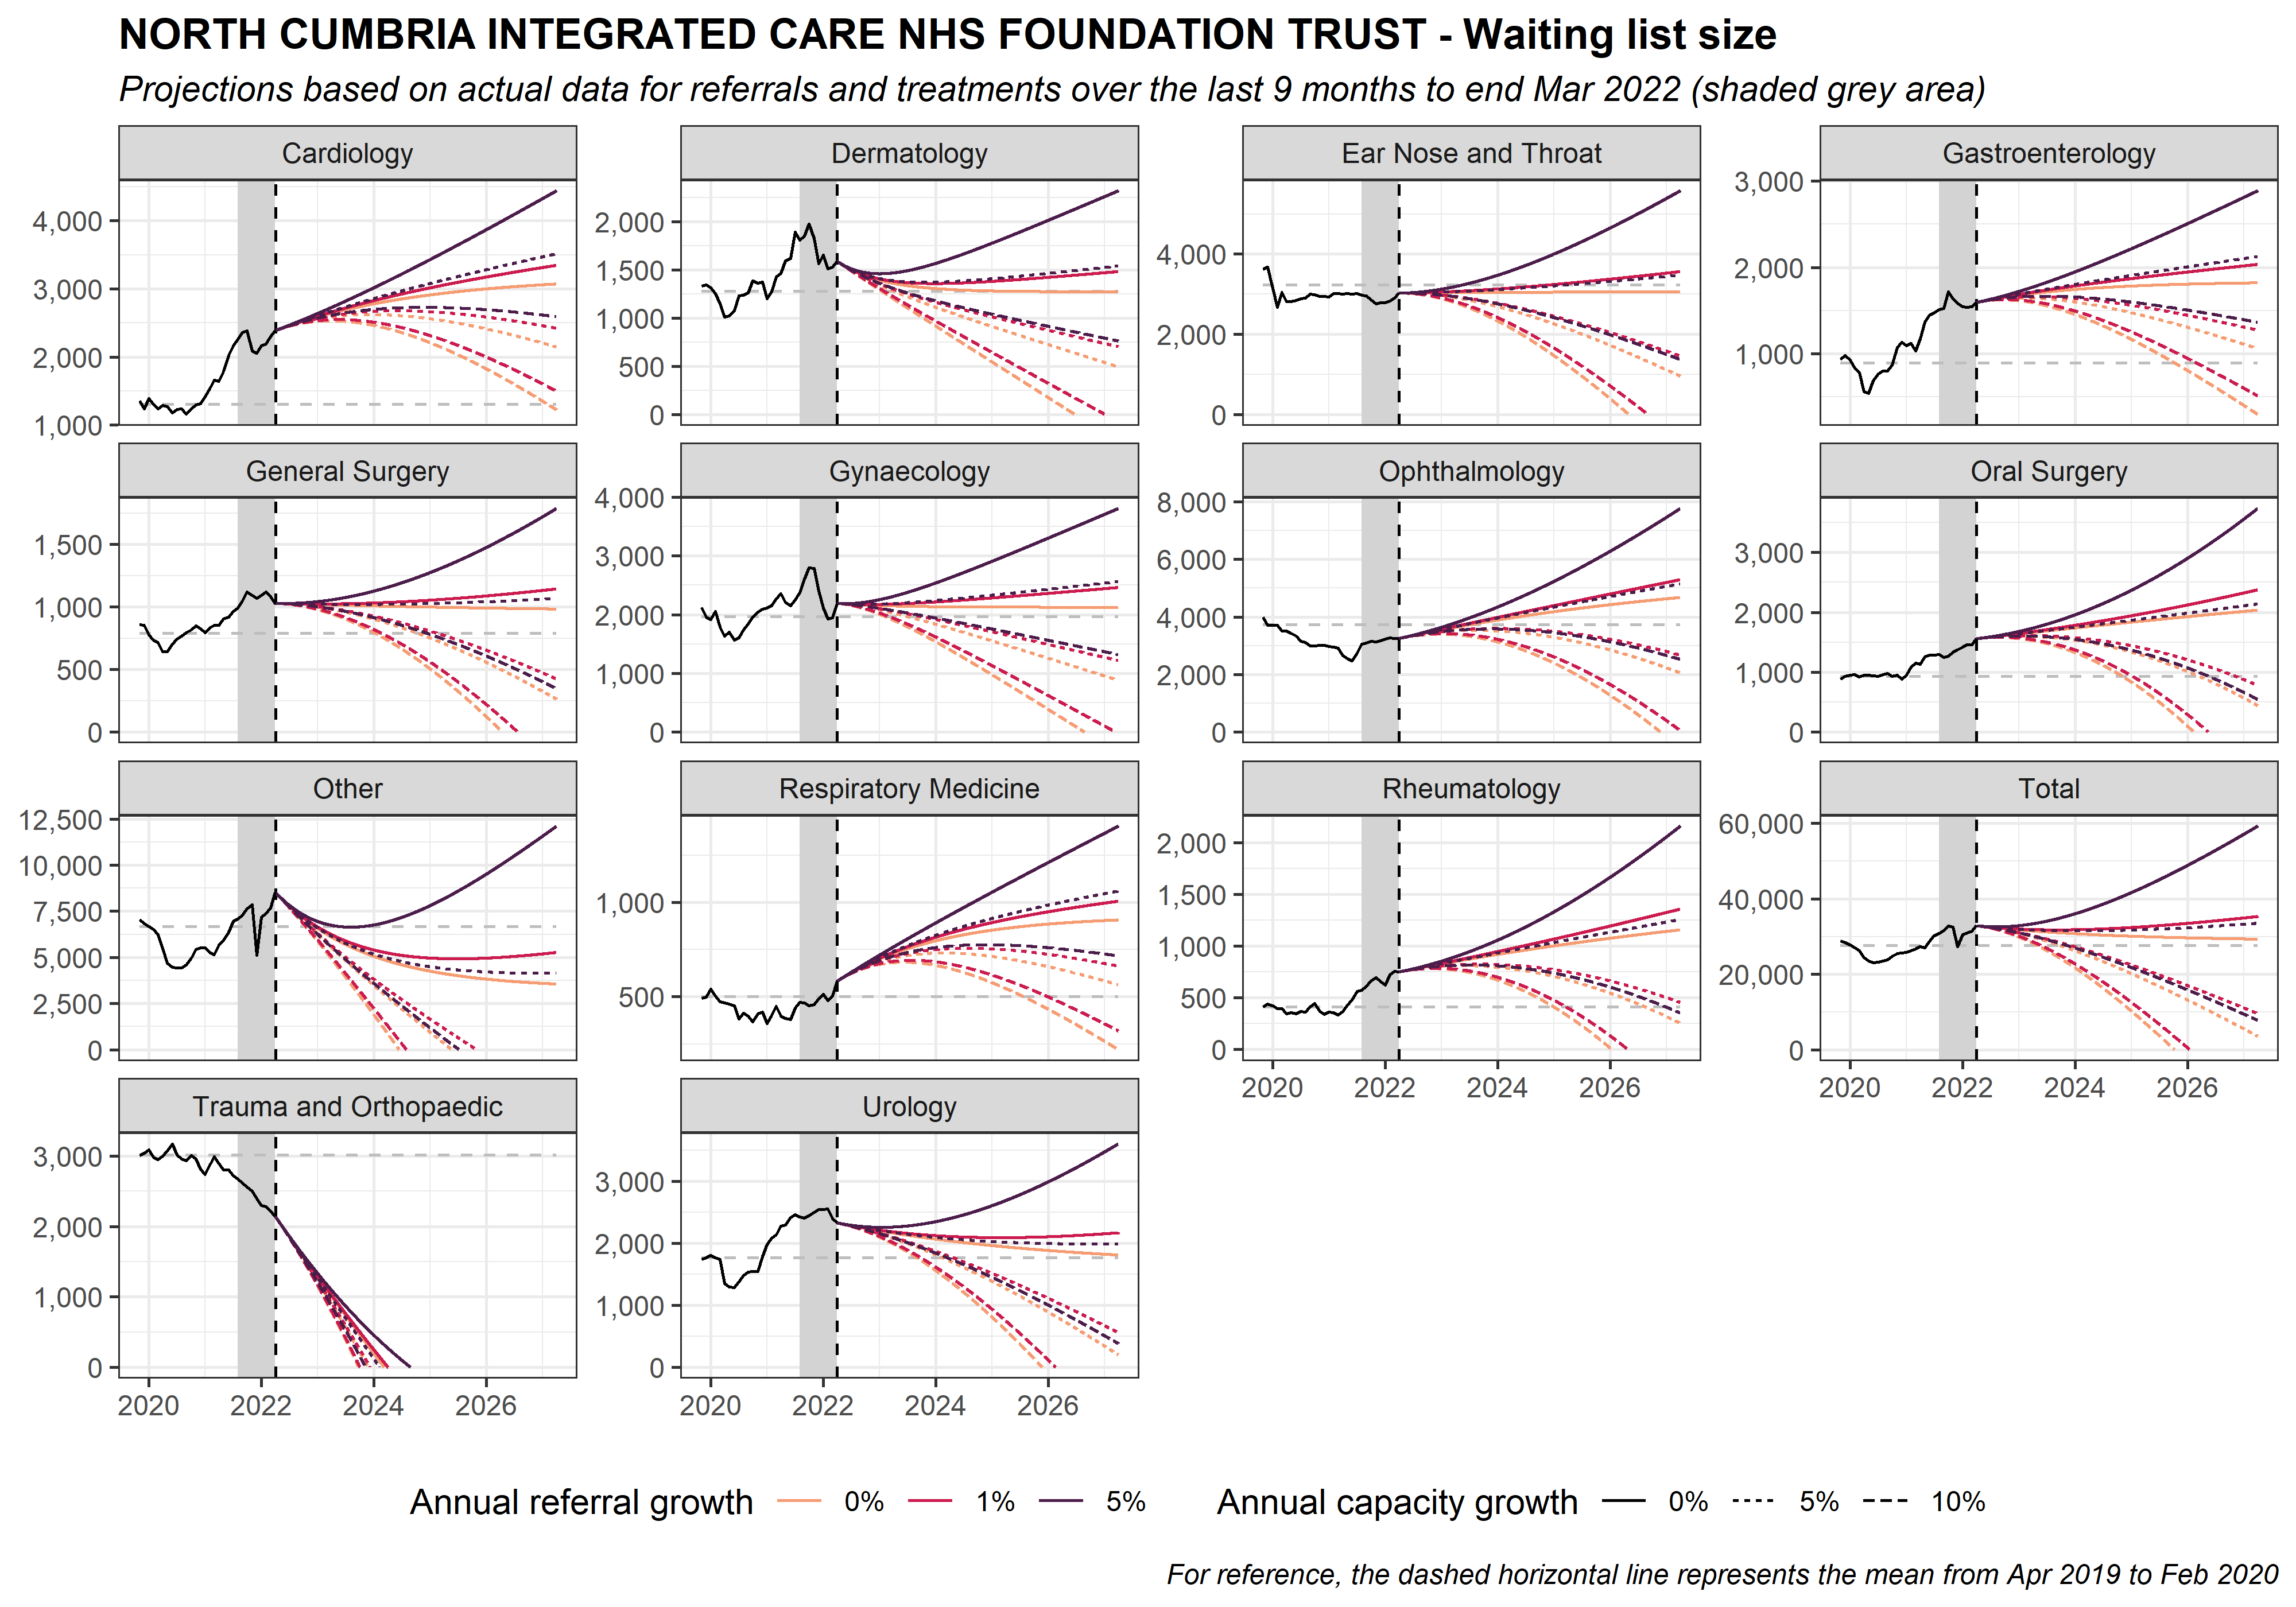 NORTH CUMBRIA INTEGRATED CARE NHS FOUNDATION TRUST - Waiting list size
Projections based on actual data for referrals and treatments over the last 9 months to end Mar 2022 (shaded grey area)
Cardiology
4,000
3,000
2,000
1,000
Dermatology
2,000
1,500
1,000
500
0
Ear Nose and Throat
4,000
2,000
0
Gastroenterology
3,000
2,000
1,000
General Surgery
1,500
1,000
500
0
Gynaecology
4,000
3,000
2,000
1,000
0
Ophthalmology
8,000
6,000
4,000
2,000
0
Oral Surgery
3,000
2,000
1,000
0
Other
12,500
10,000
7,500
5,000
2,500
0
Respiratory Medicine
1,000
500
Rheumatology
2,000
1,500
1,000
500
0
2020 2022 2024 2026
Total
60,000
40,000
20,000
0
2020 2022 2024 2026
Trauma and Orthopaedic
3,000
2,000
1,000
0
2020 2022 2024 2026
Urology
3,000
2,000
1,000
0
2020 2022 2024 2026
Annual referral growth 0% 1% 5% Annual capacity growth 0% 5% 10%
For reference, the dashed horizontal line represents the mean from Apr 2019 to Feb 2020